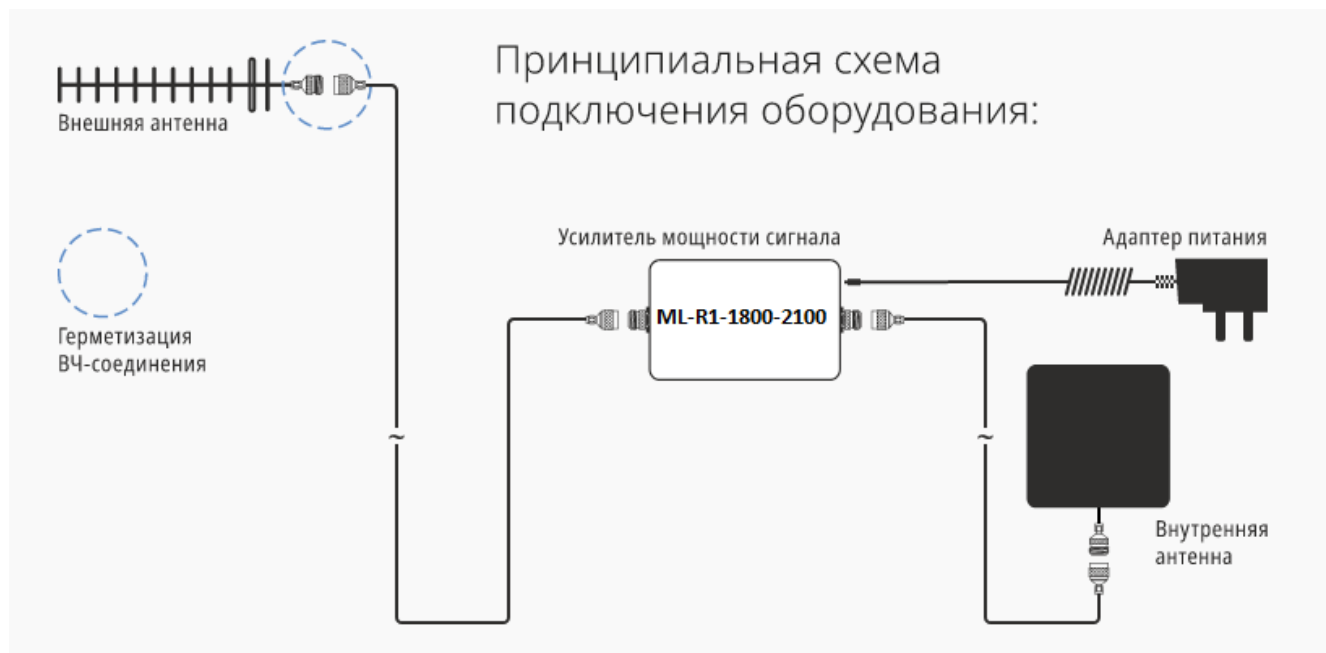 Принципиальная схема
подключения оборудования:
Внешняя антенна
Усилитель мощности сигнала
Адаптер питания
ML-R1-1800-2100
Герметизация
ВЧ-соединения
~
~
Внутренняя
антенна